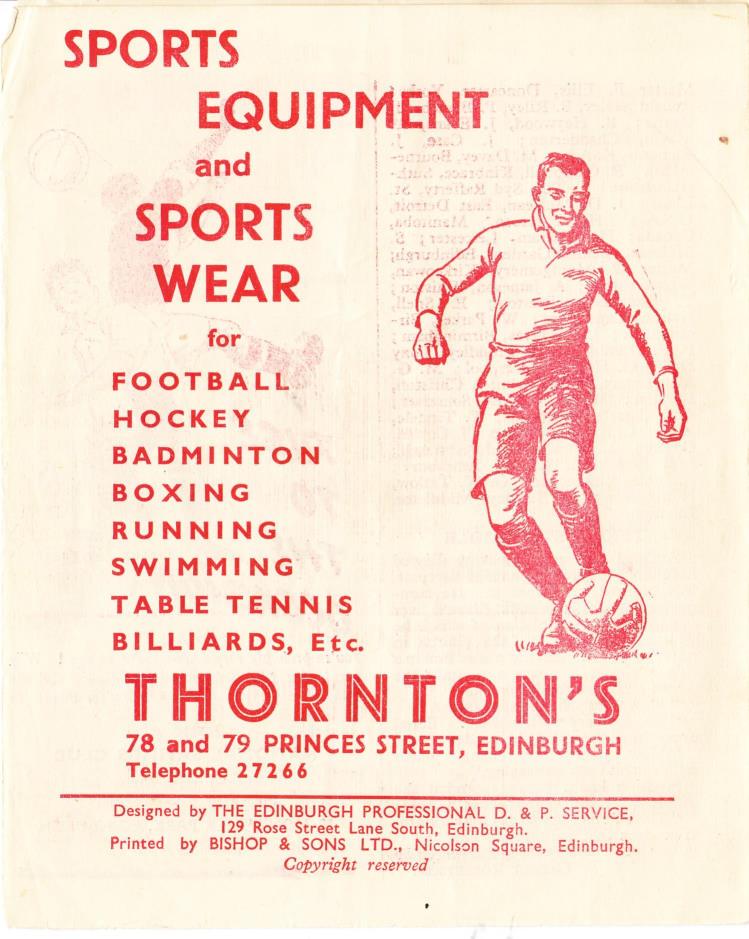 SPORTS
EQUIPMENT
and
SPORTS
WEAR
for
FOOTBALL
HOCKEY
BADMINTON
BOXING
RUNNING
SWIMMING
TABLE TENNIS
BILLIARDS, Etc.
THORNTON'S
78 and 79 PRINCES STREET, EDINBURGH
Telephone 27266
Designed by THE EDINBURGH PROFESSIONAL D. & P. SERVICE,
129 Rose Street Lane South, Edinburgh.
Printed by BISHOP & SONS LTD., Nicolson Square, Edinburgh.
Copyright reserved